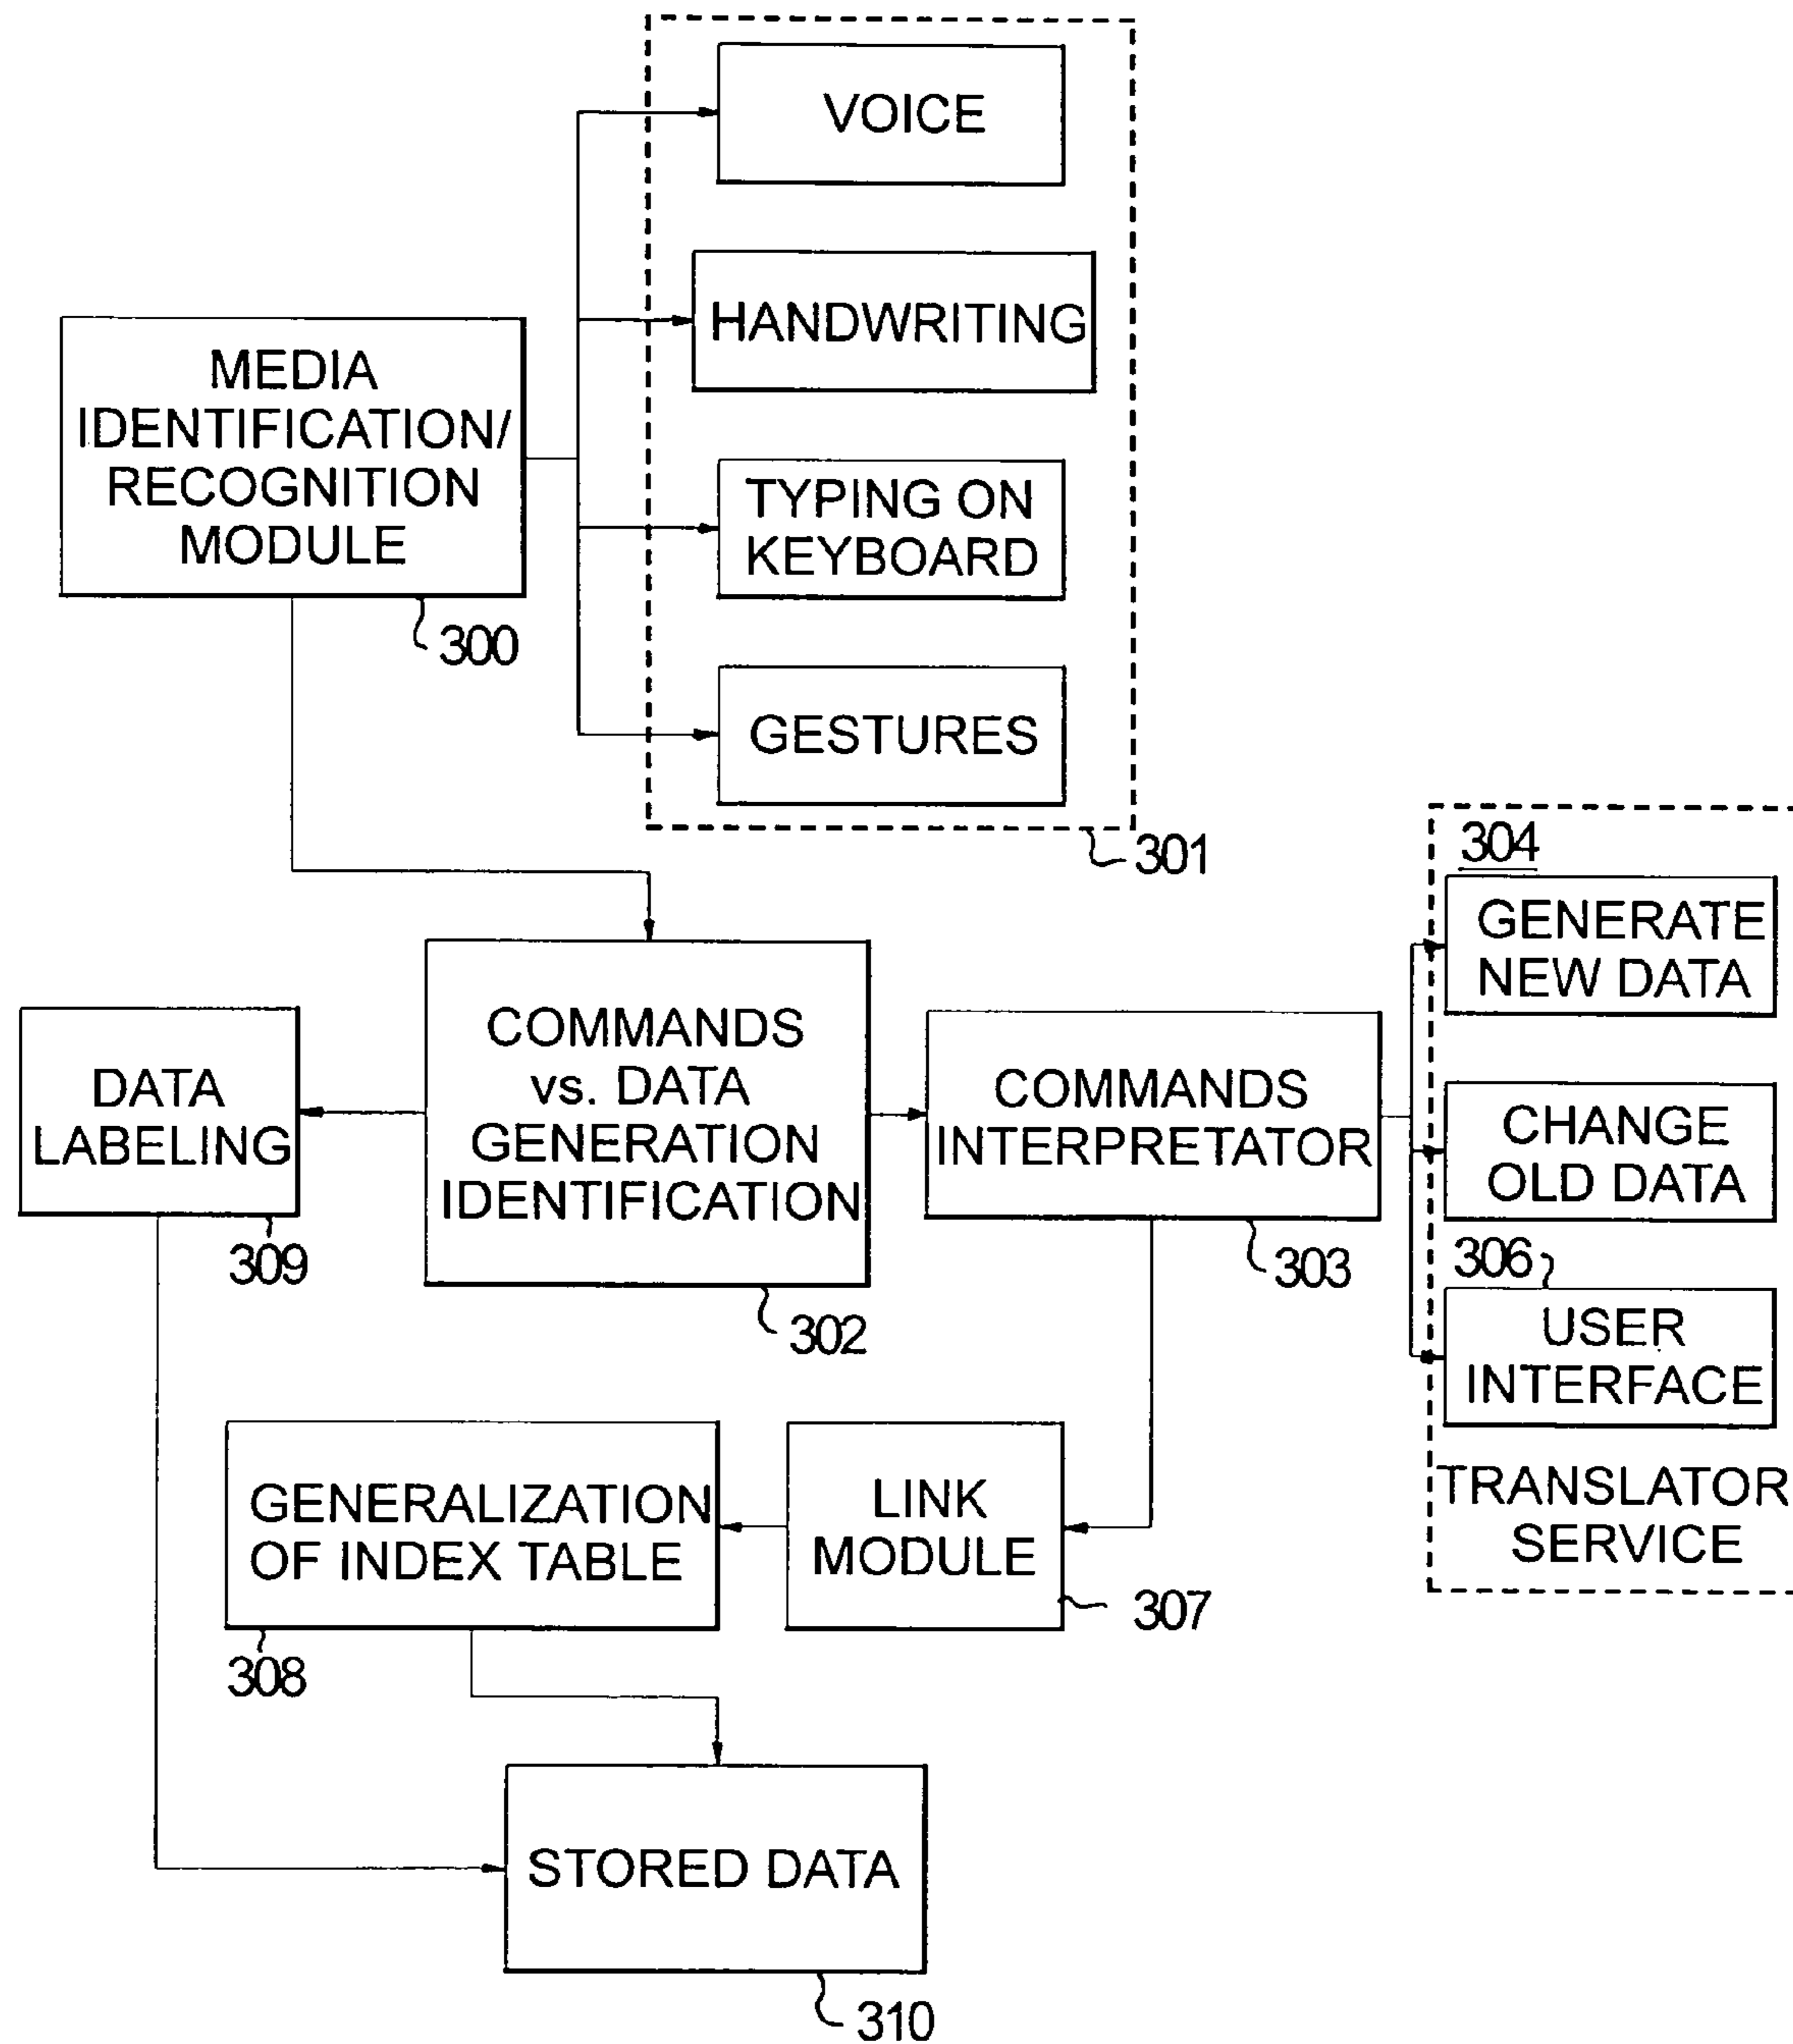 VOICE
HANDWRITING
MEDIA
IDENTIFICATION/
RECOGNITION
MODULE
300
TYPING ON
KEYBOARD
GESTURES
301
304
GENERATE
NEW DATA
COMMANDS
vs. DATA
GENERATION
IDENTIFICATION
302
DATA
LABELING
309
COMMANDS
INTERPRETATOR
303
CHANGE
OLD DATA
306
USER
INTERFACE
TRANSLATOR
SERVICE
GENERALIZATION
OF INDEX TABLE
308
LINK
MODULE
307
STORED DATA
310